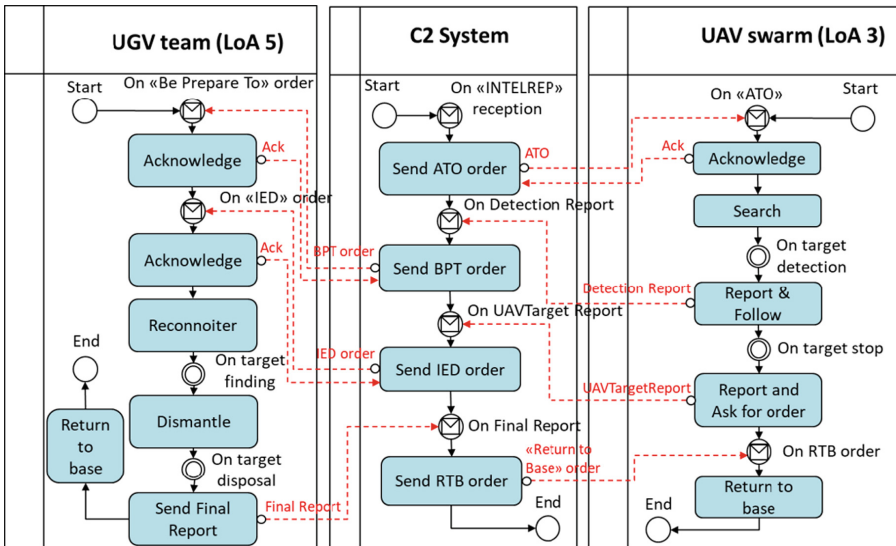 UGV team (LoA 5)
Start
On «Be Prepare To» order
Acknowledge
Ack
On «IED» order
Acknowledge
Ack
Reconnoiter
End
On target
finding
Return
to
base
Dismantle
On target
disposal
Send Final
Report
Final Report
C2 System
Start
On «INTELREP»
reception
Send ATO order
ATO
On Detection Report
BPT order
Send BPT order
On UAVTarget Report
IED order
Send IED order
On Final Report
«Return to
Base» order
Send RTB order
End
UAV swarm (LoA 3)
On «ATO»
Start
Ack
Acknowledge
Search
On target
detection
Detection Report
Report &
Follow
On target stop
UAVTargetReport
Report and
Ask for order
On RTB order
Return to
base
End